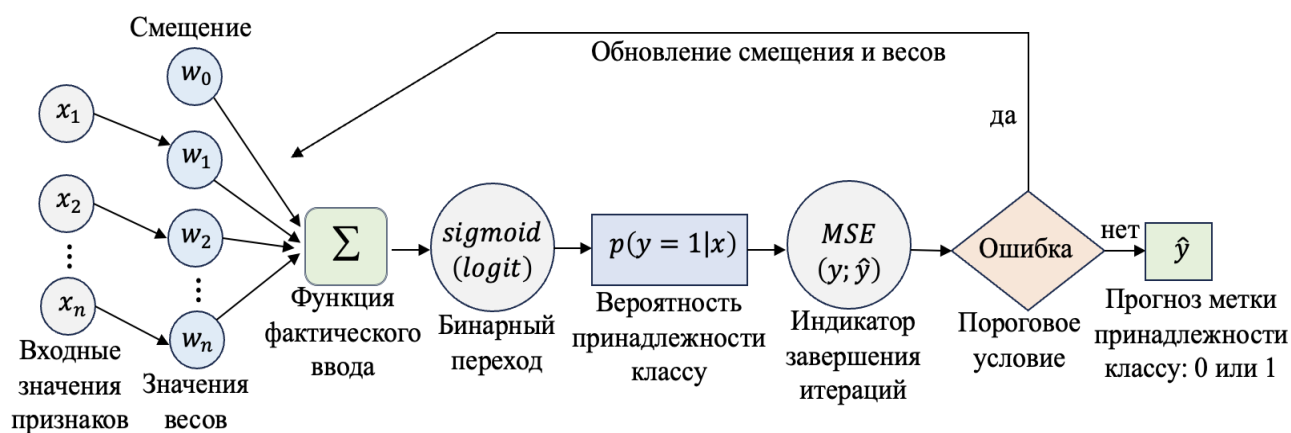 Смещение
w₀
Обновление смещения и весов
x₁
да
w₁
x₂
w₂
∑
sigmoid
(logit)
p(y = 1|x)
MSE
(y; ŷ)
Ошибка
нет
ŷ
⋮
⋮
xₙ
wₙ
Входные
значения
признаков
Значения
весов
Функция
фактического
ввода
Бинарный
переход
Вероятность
принадлежности
классу
Индикатор
завершения
итераций
Пороговое
условие
Прогноз метки
принадлежности
классу: 0 или 1